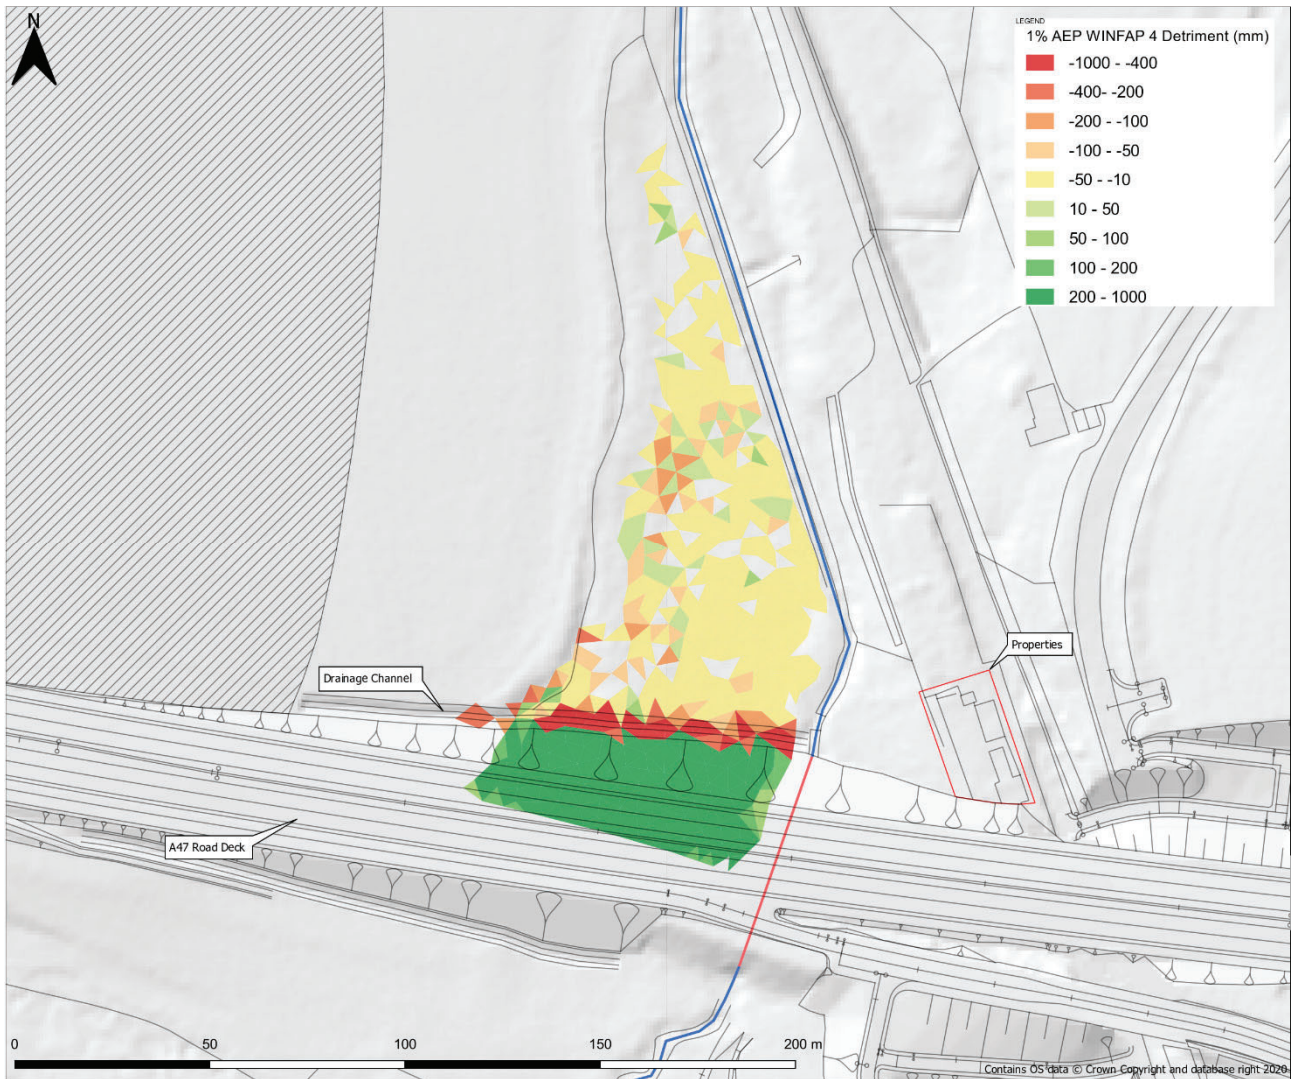 N
LEGEND
1% AEP WINFAP 4 Detriment (mm)
-1000 - -400
-400- -200
-200 - -100
-100 - -50
-50 - -10
10 - 50
50 - 100
100 - 200
200 - 1000
Properties
Drainage Channel
A47 Road Deck
0 50 100 150 200 m
Contains OS data © Crown Copyright and database right 2020